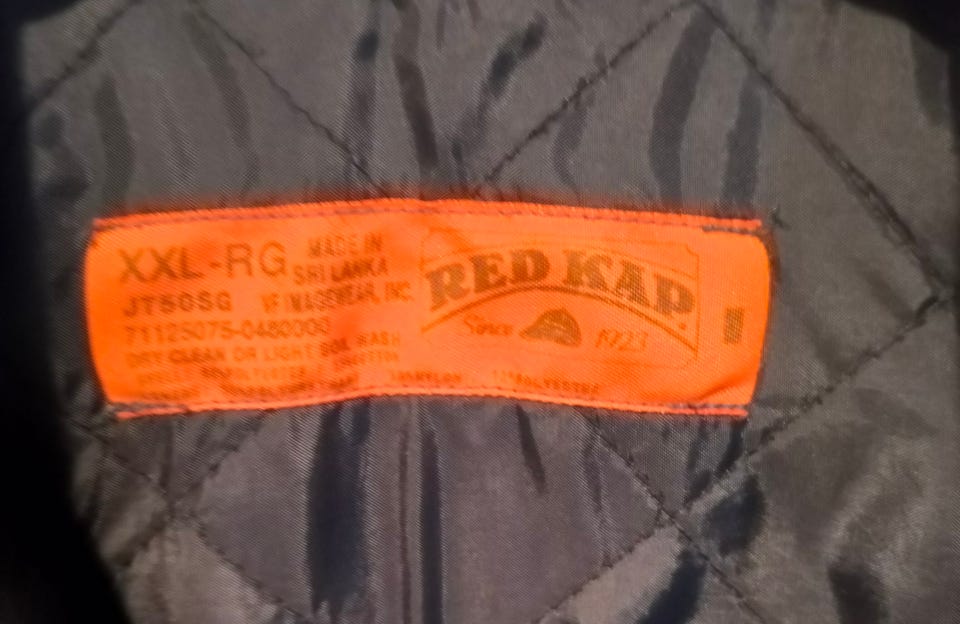 XXL-RG
MADE IN
SRI LANKA
JT50SG VF IMAGEWEAR, INC.
71125075-0480000
DRY CLEAN OR LIGHT SOIL WASH
RED KAP
Since 1923